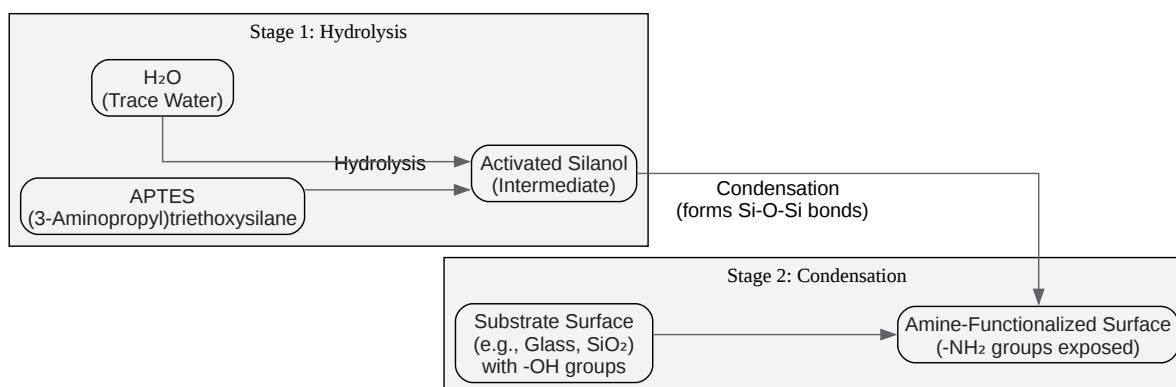 Stage 1: Hydrolysis
H₂O
(Trace Water)
Hydrolysis
APTES
(3-Aminopropyl)triethoxysilane
Activated Silanol
(Intermediate)
Condensation
(forms Si-O-Si bonds)
Stage 2: Condensation
Substrate Surface
(e.g., Glass, SiO₂)
with -OH groups
Amine-Functionalized Surface
(-NH₂ groups exposed)